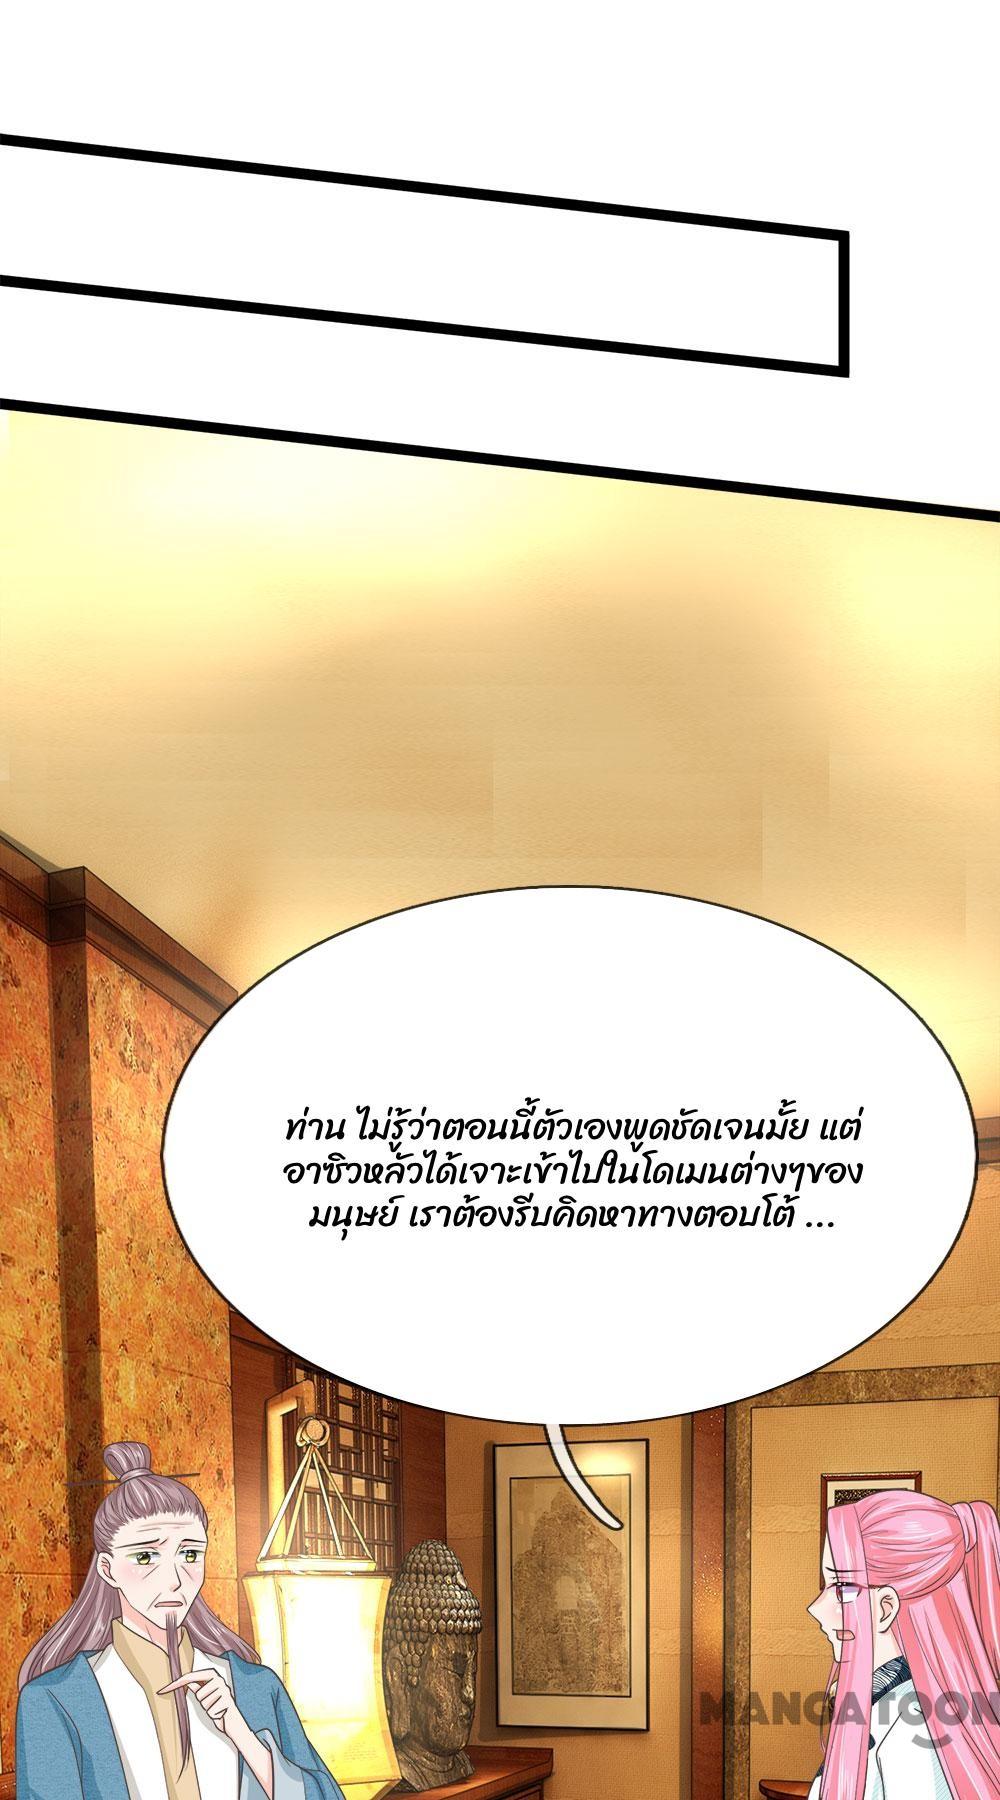 ท่าน ไม่รู้ว่าตอนนี้ตัวเองพูดชัดเจนมั้ย แต่
อาซิวหลัวได้เจาะเข้าไปในโดเมนต่างๆของ
มนุษย์ เราต้องรีบคิดหาทางตอบโต้ ...
MANGATOON